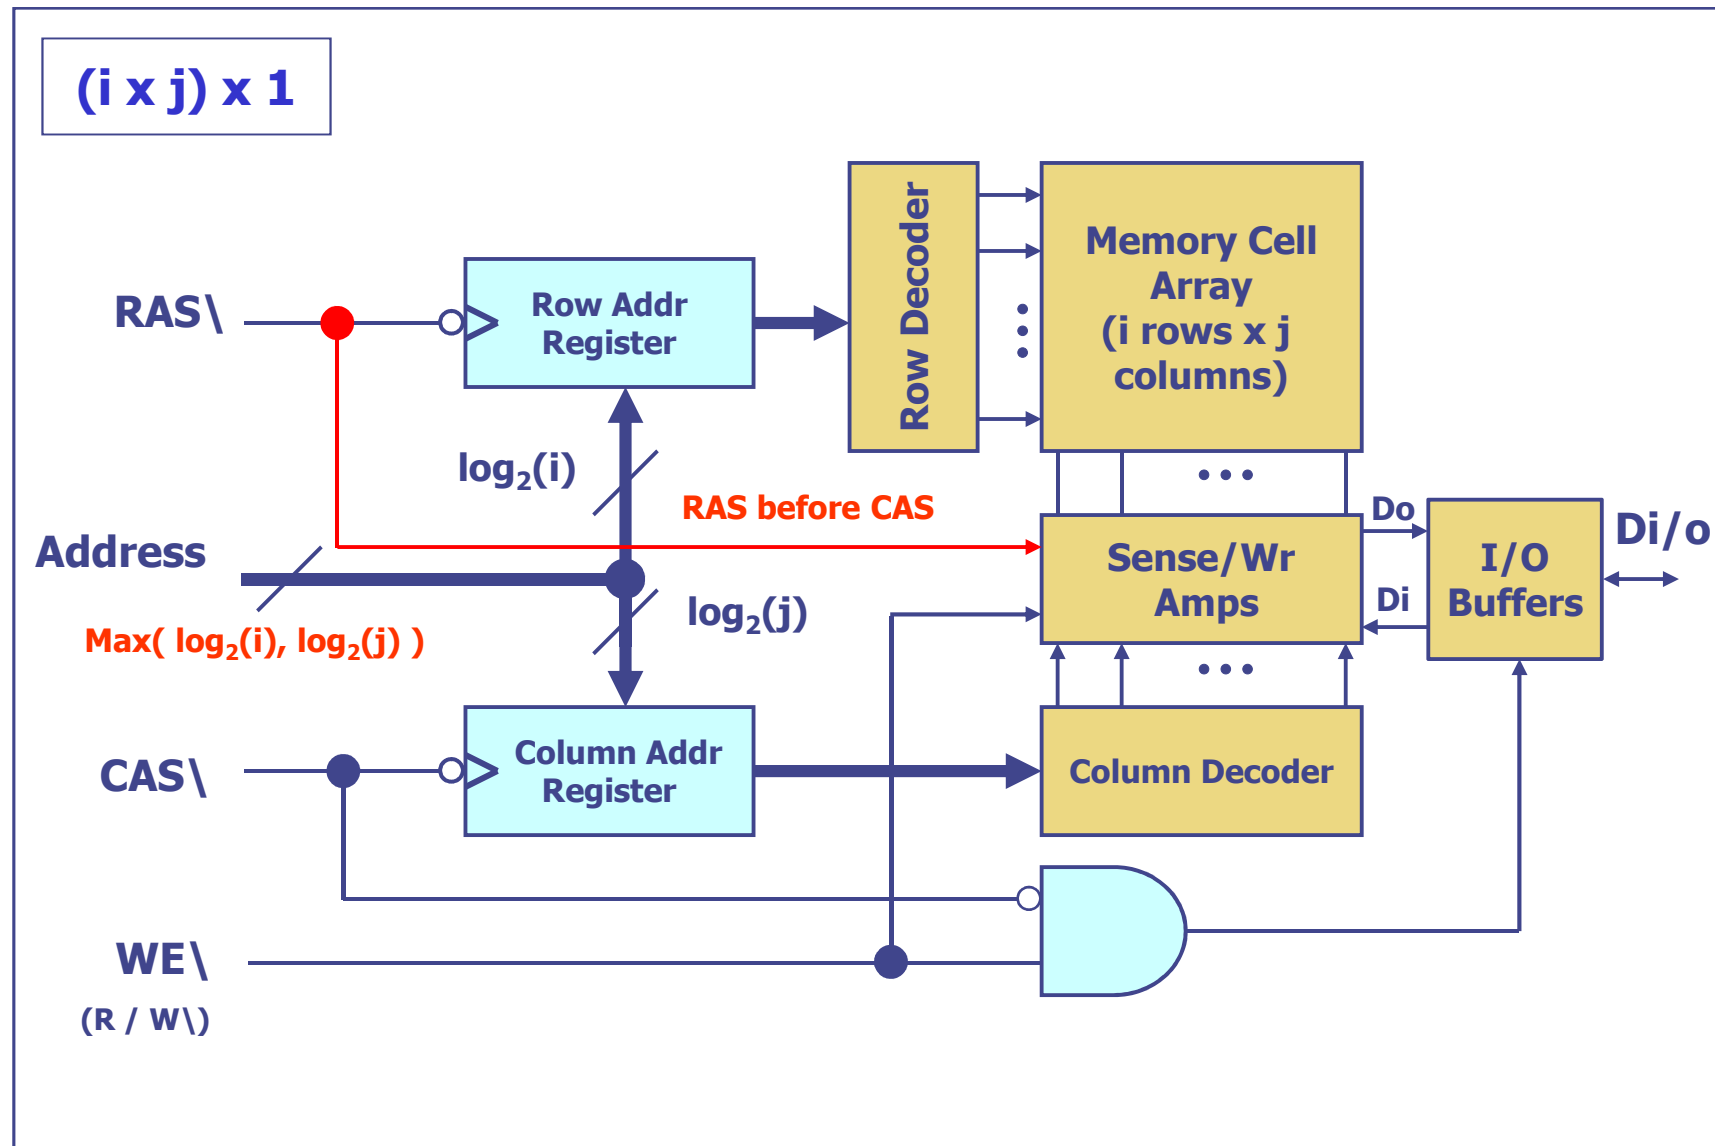 (i x j) x 1
RAS\
Row Addr
Register
Row Decoder
Memory Cell
Array
(i rows x j
columns)
log₂(i)
RAS before CAS
Address
Max( log₂(i), log₂(j) )
log₂(j)
Sense/Wr
Amps
Do
Di
I/O
Buffers
Di/o
CAS\
Column Addr
Register
Column Decoder
WE\
(R / W\)